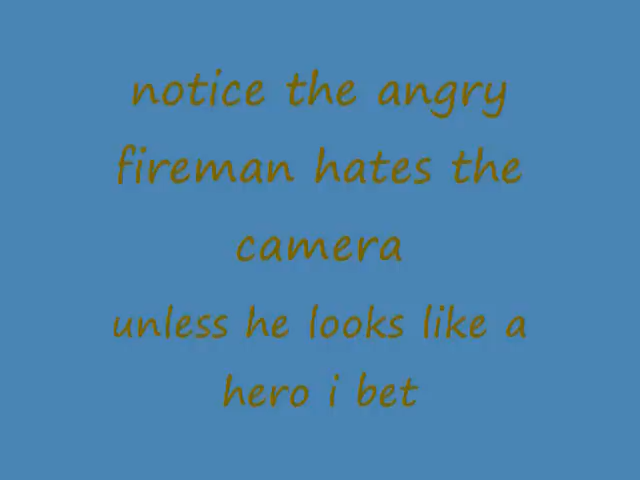 notice the angry
fireman hates the
camera
unless he looks like a
hero i bet